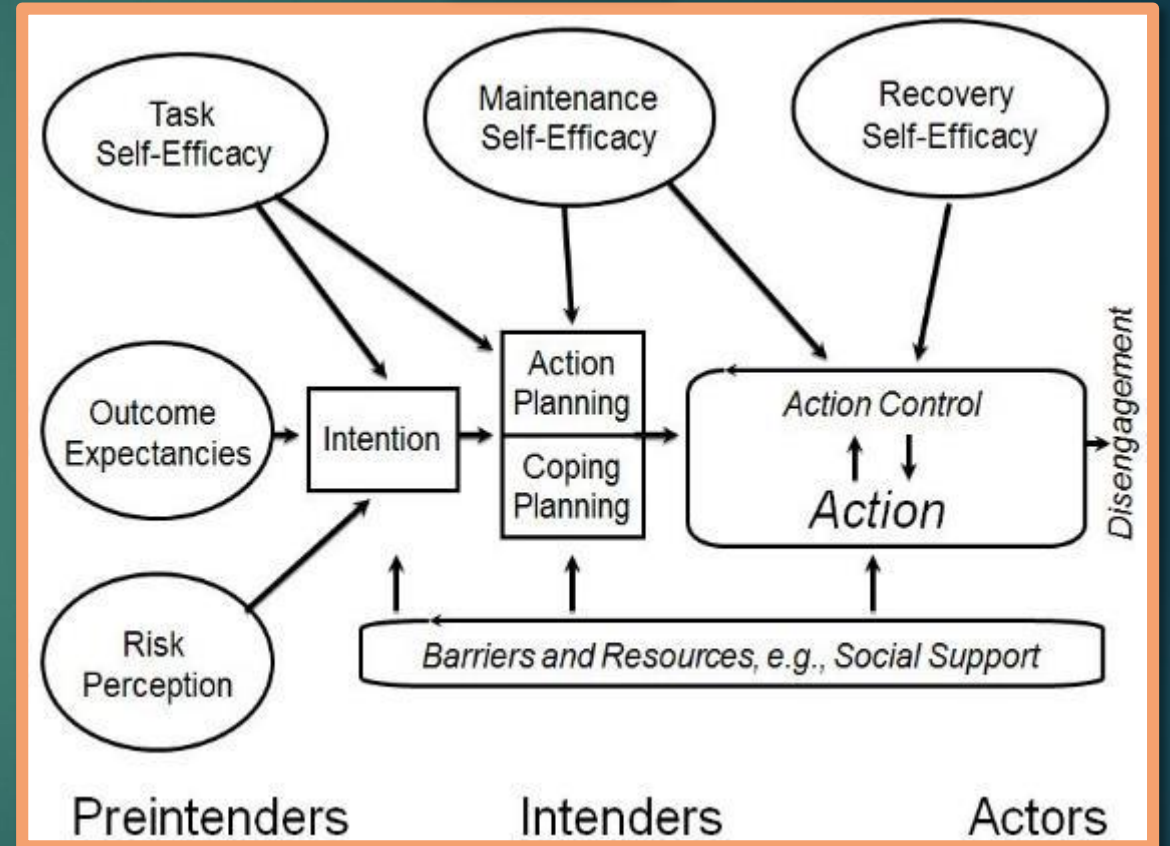 Task
Self-Efficacy
Maintenance
Self-Efficacy
Recovery
Self-Efficacy
Outcome
Expectancies
Intention
Action
Planning
Coping
Planning
Action Control
Action
Disengagement
Risk
Perception
Barriers and Resources, e.g., Social Support
Preintenders
Intenders
Actors